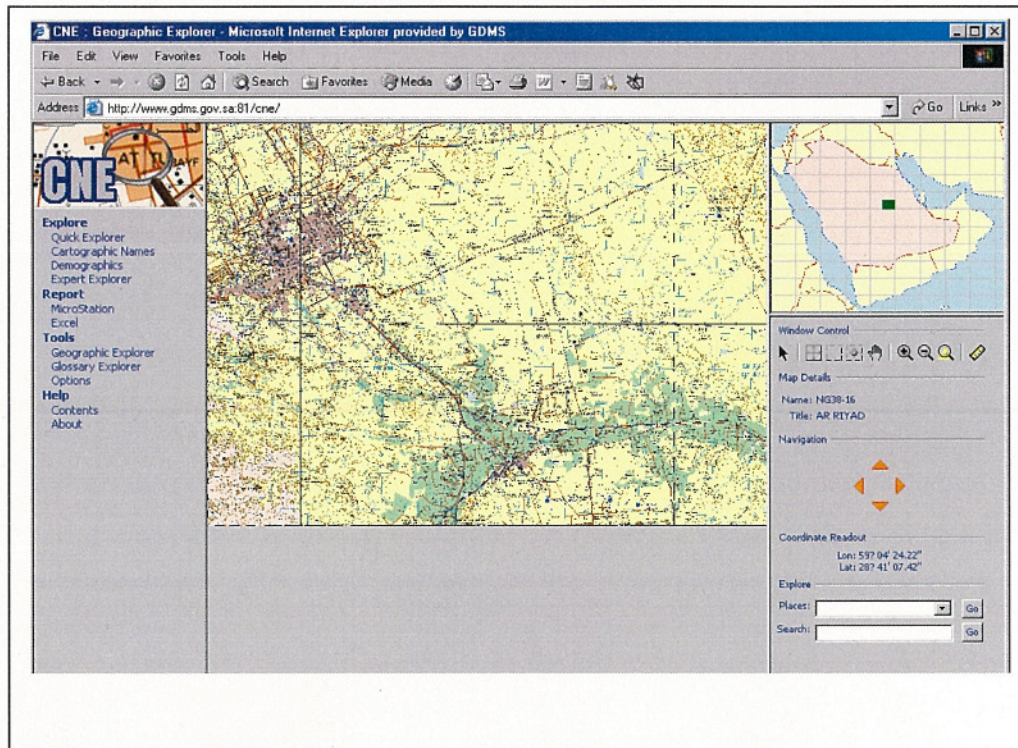 CNE : Geographic Explorer - Microsoft Internet Explorer provided by GDMS
File Edit View Favorites Tools Help
Back Search Favorites Media
Address http://www.gdms.gov.sa:81/cne/ Go Links »
AT TU
CNE
Explore
Quick Explorer
Cartographic Names
Demographics
Expert Explorer
Report
MicroStation
Excel
Tools
Geographic Explorer
Glossary Explorer
Options
Help
Contents
About
Window Control
Map Details
Name: NG38-16
Title: AR RIYAD
Navigation
Coordinate Readout
Lon: 59? 04' 24.22"
Lat: 28? 41' 07.42"
Explore
Places: Go
Search: Go